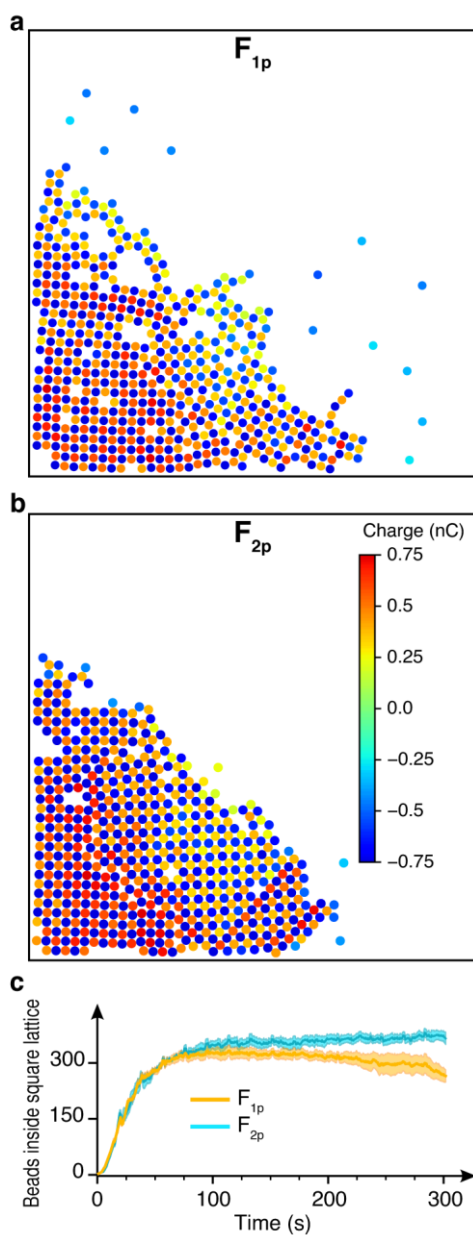 a
F1p
b
F2p
Charge (nC)
0.75
0.5
0.25
0.0
−0.25
−0.5
−0.75
c
Beads inside square lattice
300
150
0
F1p
F2p
0 100 200 300
Time (s)